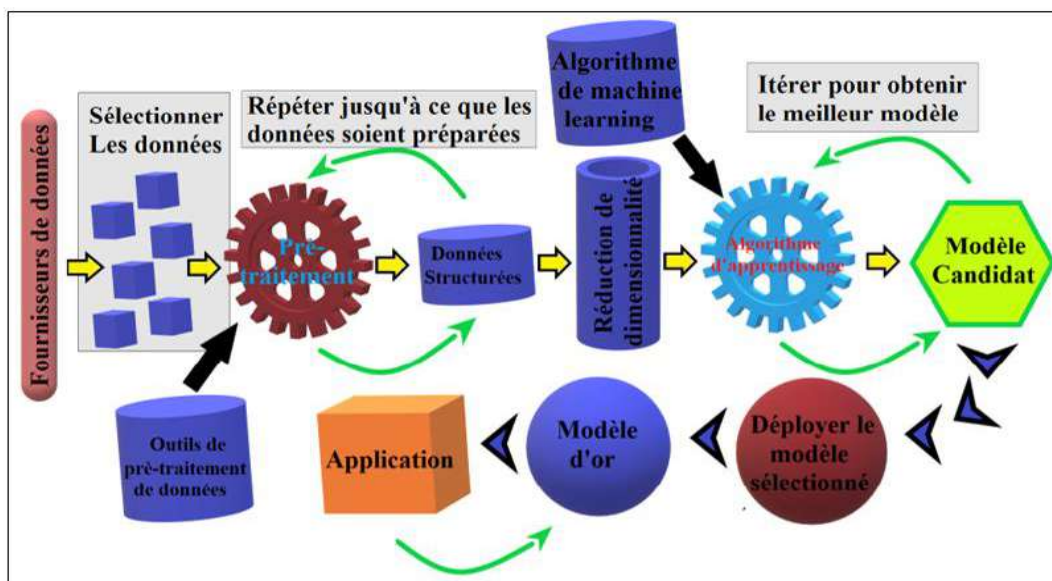 Fournisseurs de données
Sélectionner
Les données
Répéter jusqu'à ce que les
données soient préparées
Algorithme
de machine
learning
Itérer pour obtenir
le meilleur modèle
Pré-
traitement
Données
Structurées
Réduction de
dimensionnalité
Algorithme
d'apprentissage
Modèle
Candidat
Outils de
pré-traitement
de données
Application
Modèle
d'or
Déployer le
modèle
sélectionné